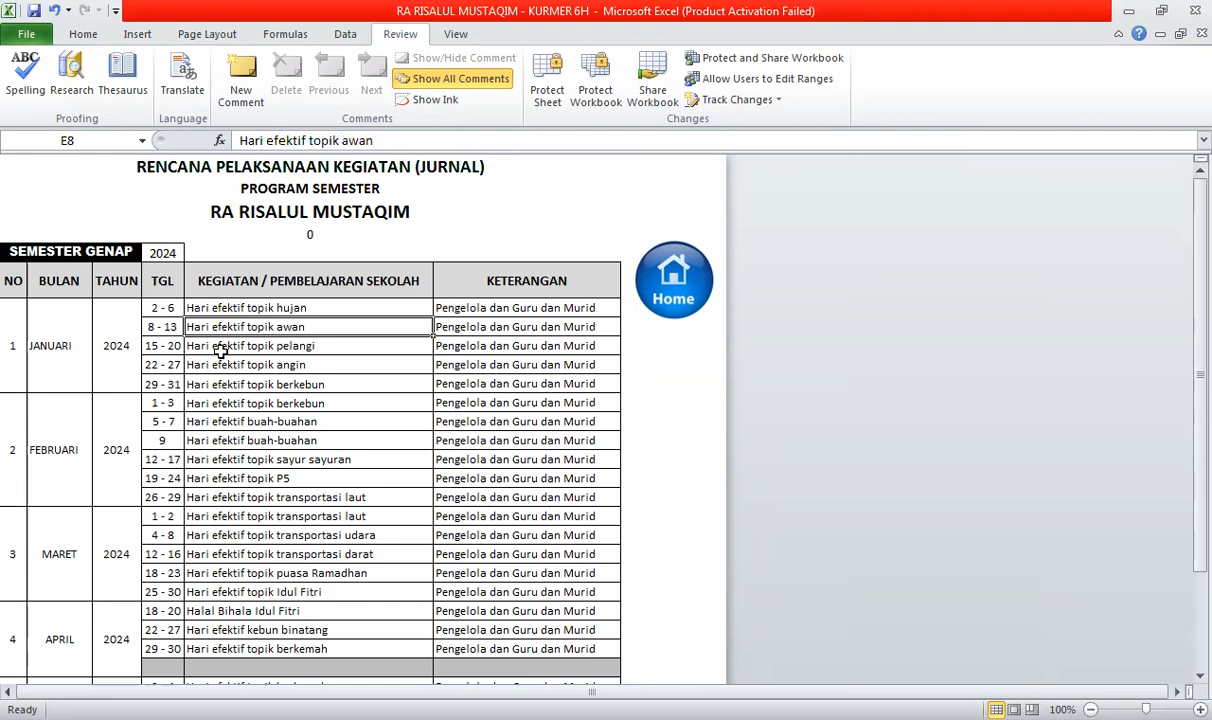 RA RISALUL MUSTAQIM - KURMER 6H - Microsoft Excel (Product Activation Failed)
File Home Insert Page Layout Formulas Data Review View
ABC
Spelling Research Thesaurus Translate New Comment Delete Previous Next
Show/Hide Comment
Show All Comments
Show Ink
Protect Sheet Protect Workbook Share Workbook
Protect and Share Workbook
Allow Users to Edit Ranges
Track Changes
Proofing Language Comments Changes
E8 fx Hari efektif topik awan
RENCANA PELAKSANAAN KEGIATAN (JURNAL)
PROGRAM SEMESTER
RA RISALUL MUSTAQIM
0
SEMESTER GENAP 2024
Home
NO BULAN TAHUN TGL KEGIATAN / PEMBELAJARAN SEKOLAH KETERANGAN
2 - 6 Hari efektif topik hujan Pengelola dan Guru dan Murid
8 - 13 Hari efektif topik awan Pengelola dan Guru dan Murid
1 JANUARI 2024 15 - 20 Hari efektif topik pelangi Pengelola dan Guru dan Murid
22 - 27 Hari efektif topik angin Pengelola dan Guru dan Murid
29 - 31 Hari efektif topik berkebun Pengelola dan Guru dan Murid
1 - 3 Hari efektif topik berkebun Pengelola dan Guru dan Murid
5 - 7 Hari efektif buah-buahan Pengelola dan Guru dan Murid
2 FEBRUARI 2024 9 Hari efektif buah-buahan Pengelola dan Guru dan Murid
12 - 17 Hari efektif topik sayur sayuran Pengelola dan Guru dan Murid
19 - 24 Hari efektif topik P5 Pengelola dan Guru dan Murid
26 - 29 Hari efektif topik transportasi laut Pengelola dan Guru dan Murid
1 - 2 Hari efektif topik transportasi laut Pengelola dan Guru dan Murid
4 - 8 Hari efektif topik transportasi udara Pengelola dan Guru dan Murid
3 MARET 2024 12 - 16 Hari efektif topik transportasi darat Pengelola dan Guru dan Murid
18 - 23 Hari efektif topik puasa Ramadhan Pengelola dan Guru dan Murid
25 - 30 Hari efektif topik Idul Fitri Pengelola dan Guru dan Murid
18 - 20 Halal Bihala Idul Fitri Pengelola dan Guru dan Murid
4 APRIL 2024 22 - 27 Hari efektif kebun binatang Pengelola dan Guru dan Murid
29 - 30 Hari efektif topik berkemah Pengelola dan Guru dan Murid
Ready 100%